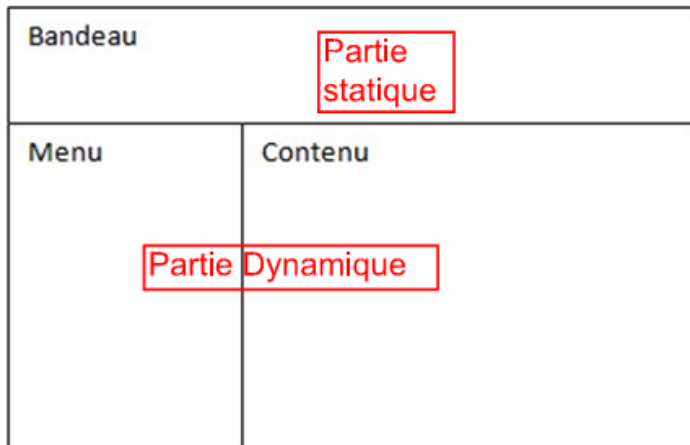 Bandeau
Partie
statique
Menu
Contenu
Partie Dynamique